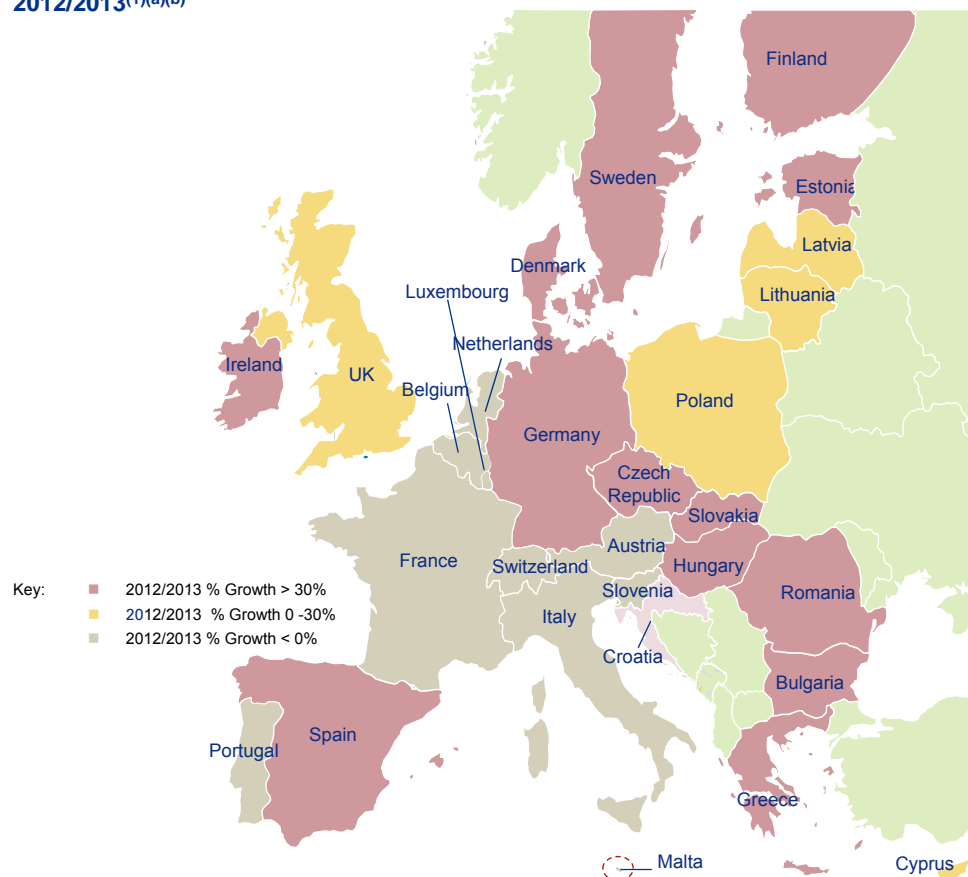 2012/2013(1)(a)(b)
Finland
Sweden
Estonia
Latvia
Denmark
Luxembourg
Lithuania
Netherlands
Ireland
UK
Belgium
Poland
Germany
Czech
Republic
Slovakia
Austria
France
Switzerland
Hungary
Key:
2012/2013 % Growth > 30%
2012/2013 % Growth 0 -30%
2012/2013 % Growth < 0%
Slovenia
Romania
Italy
Croatia
Bulgaria
Portugal
Spain
Greece
Malta
Cyprus